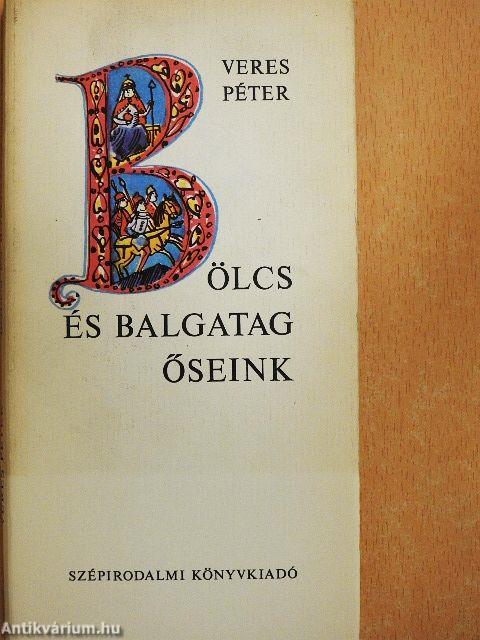 VERES
PÉTER
BÖLCS
ÉS BALGATAG
ŐSEINK
SZÉPIRODALMI KÖNYVKIADÓ
Antikvárium.hu